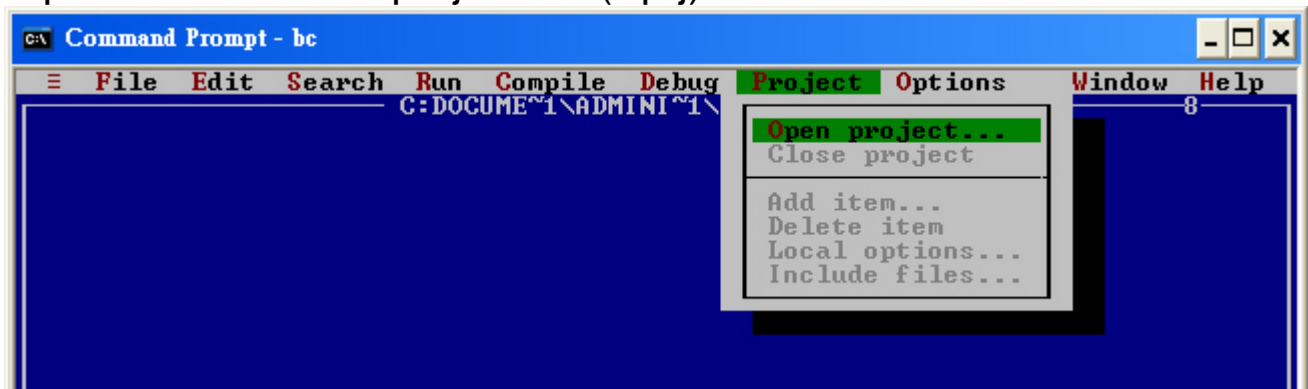 C:\ Command Prompt - bc
≡ File Edit Search Run Compile Debug Project Options Window Help
C:DOCUME~1\ADMINI~1\ 8
Open project...
Close project
Add item...
Delete item
Local options...
Include files...